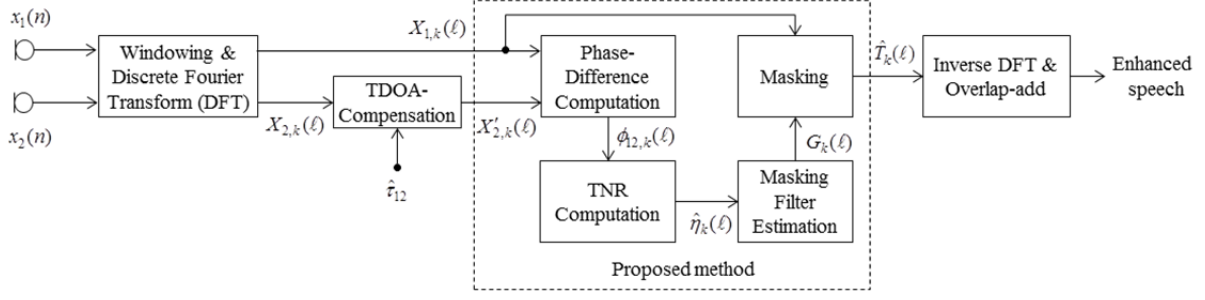 x₁(n)
x₂(n)
Windowing &
Discrete Fourier
Transform (DFT)
X₁,ₖ(ℓ)
X₂,ₖ(ℓ)
TDOA-
Compensation
τ̂₁₂
X′₂,ₖ(ℓ)
Phase-
Difference
Computation
ϕ₁₂,ₖ(ℓ)
TNR
Computation
η̂ₖ(ℓ)
Masking
Filter
Estimation
Gₖ(ℓ)
Masking
Proposed method
T̂ₖ(ℓ)
Inverse DFT &
Overlap-add
Enhanced
speech